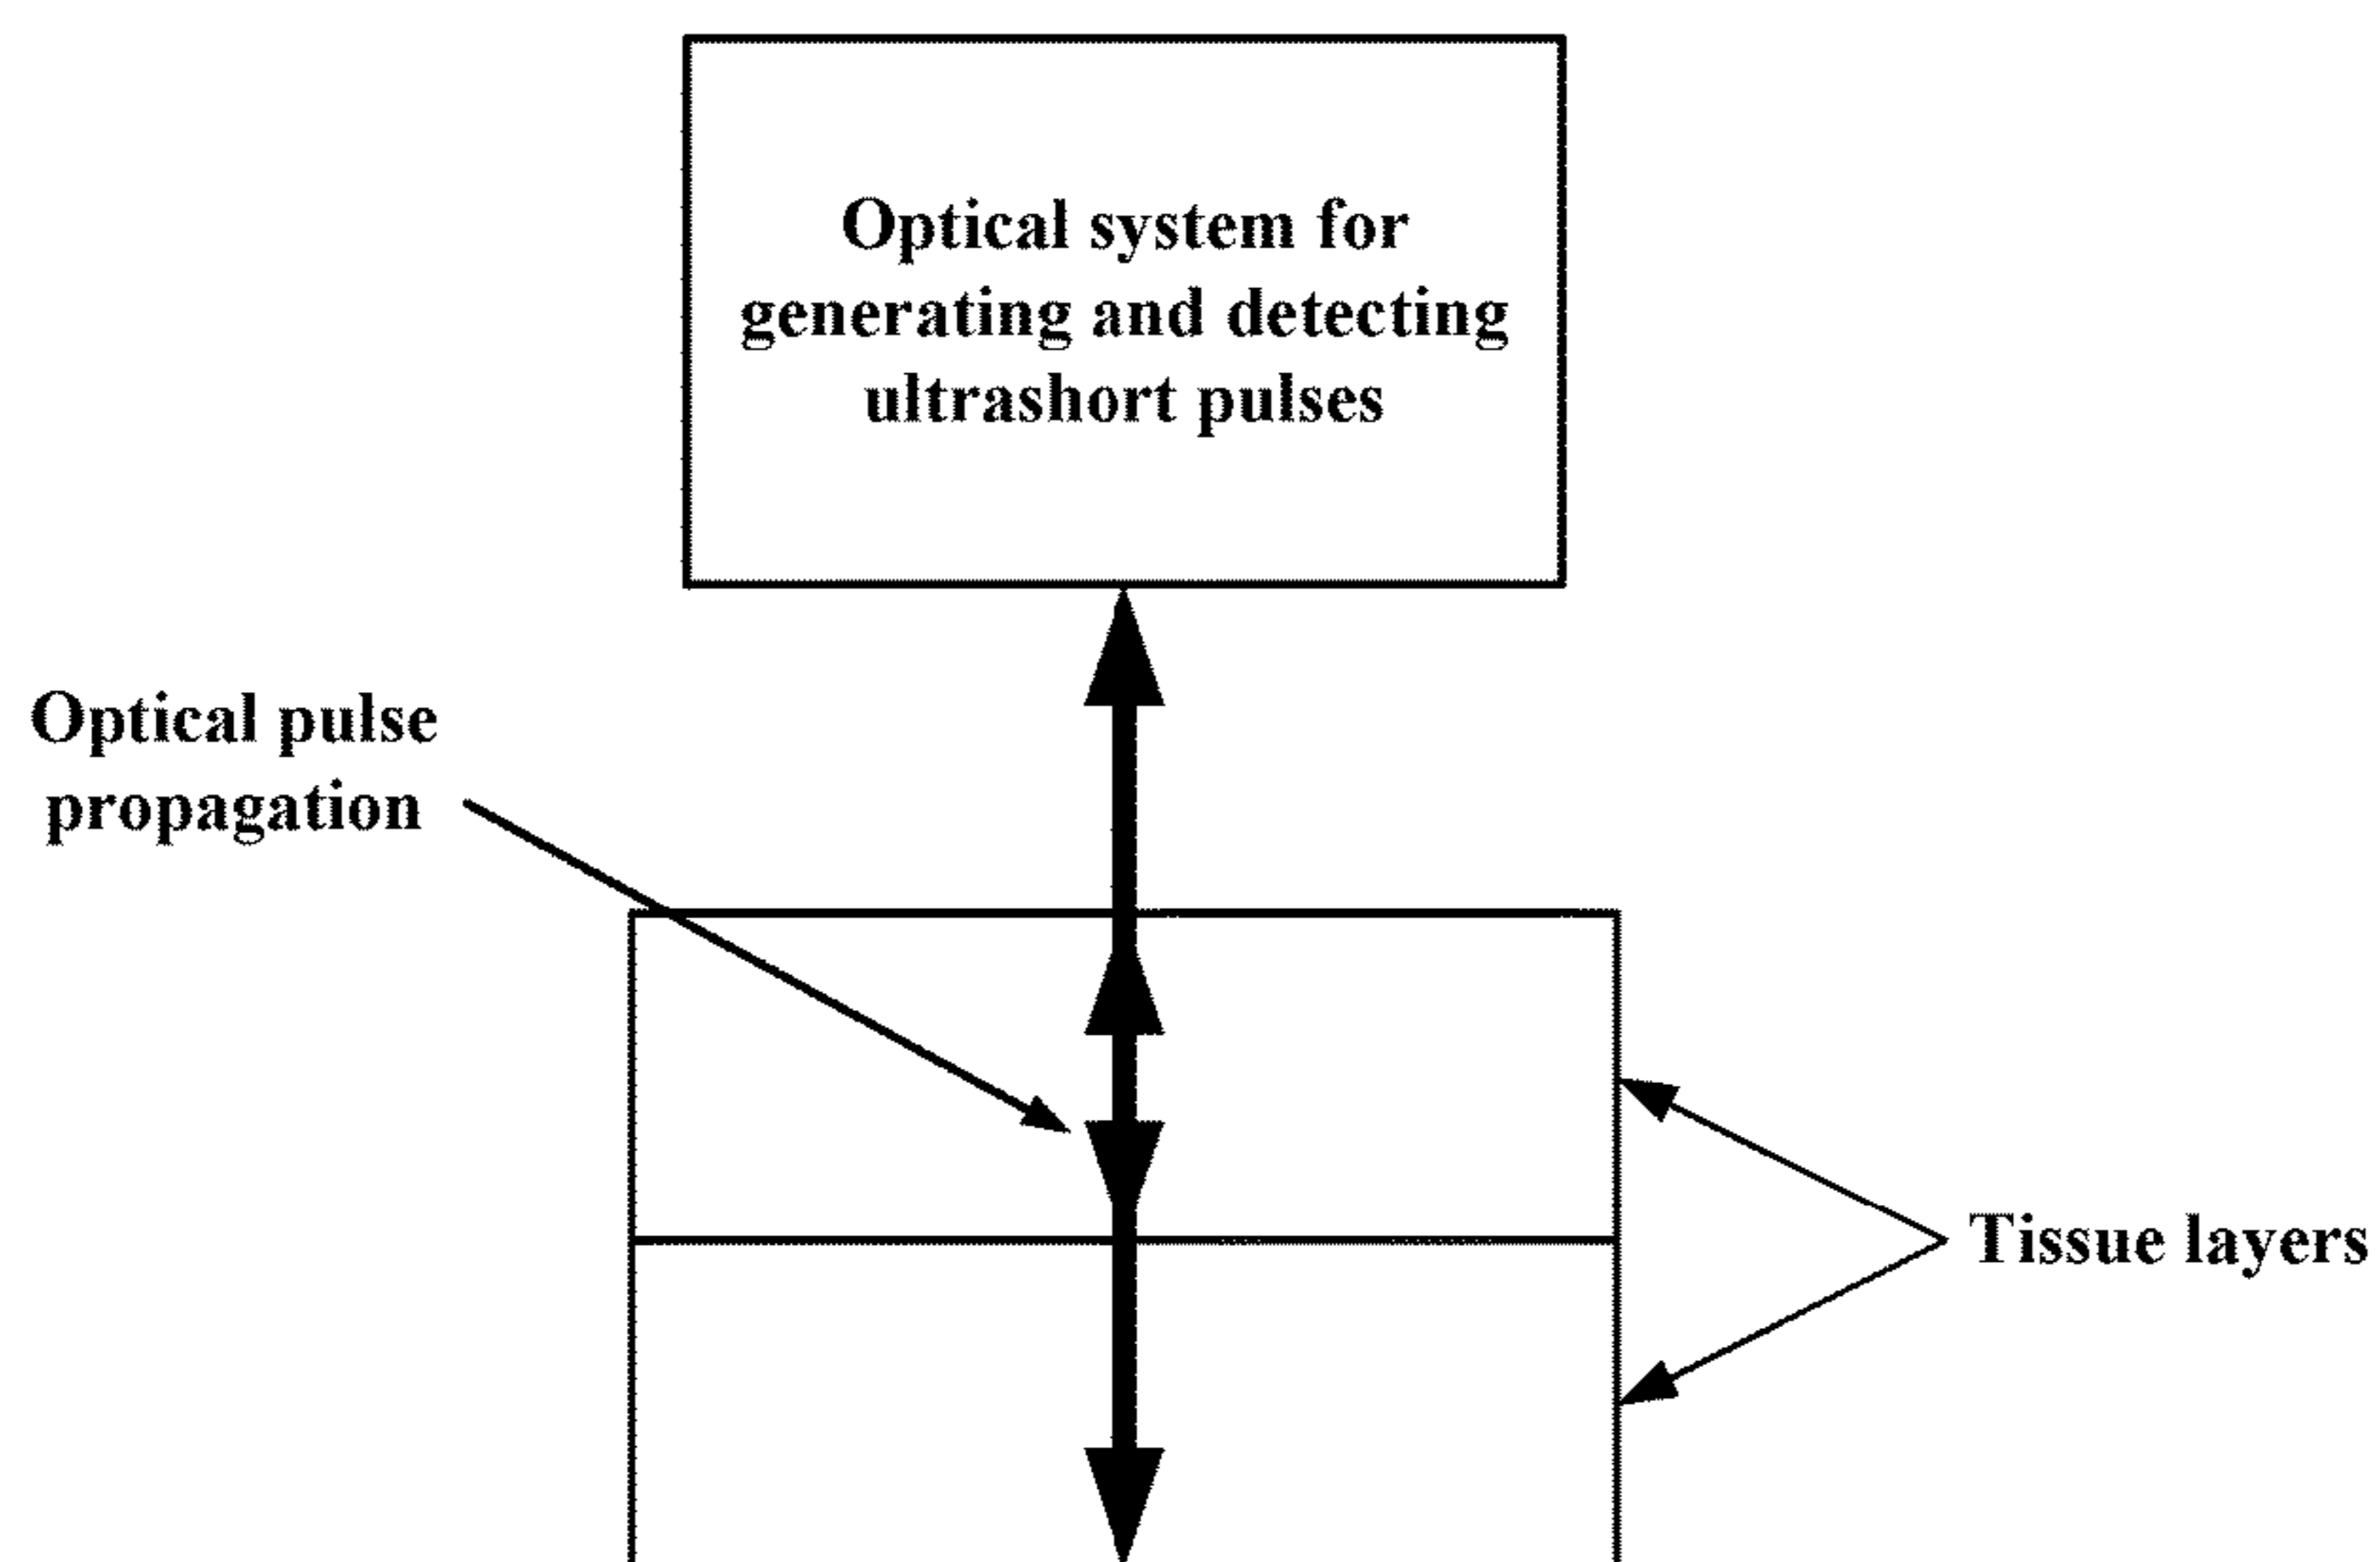 Optical system for
generating and detecting
ultrashort pulses
Optical pulse
propagation
Tissue layers